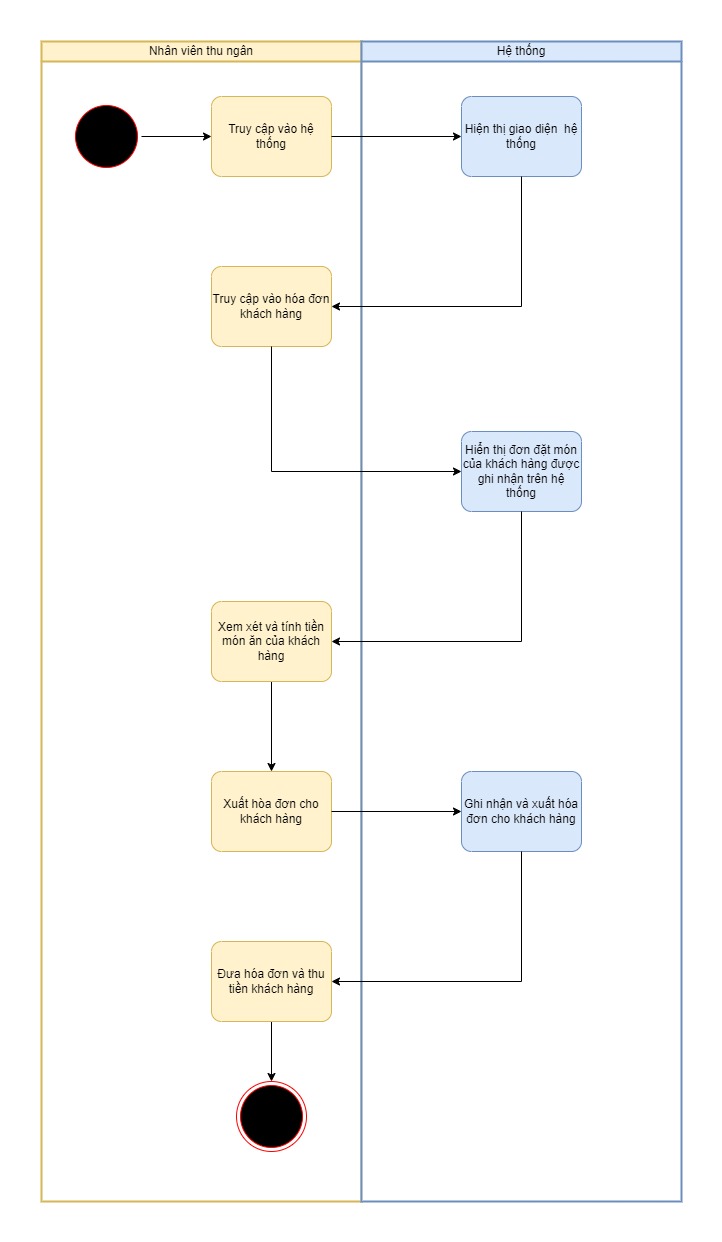 Nhân viên thu ngân
Hệ thống
Truy cập vào hệ
thống
Hiện thị giao diện hệ
thống
Truy cập vào hóa đơn
khách hàng
Hiển thị đơn đặt món
của khách hàng được
ghi nhận trên hệ
thống
Xem xét và tính tiền
món ăn của khách
hàng
Xuất hòa đơn cho
khách hàng
Ghi nhận và xuất hóa
đơn cho khách hàng
Đưa hóa đơn và thu
tiền khách hàng